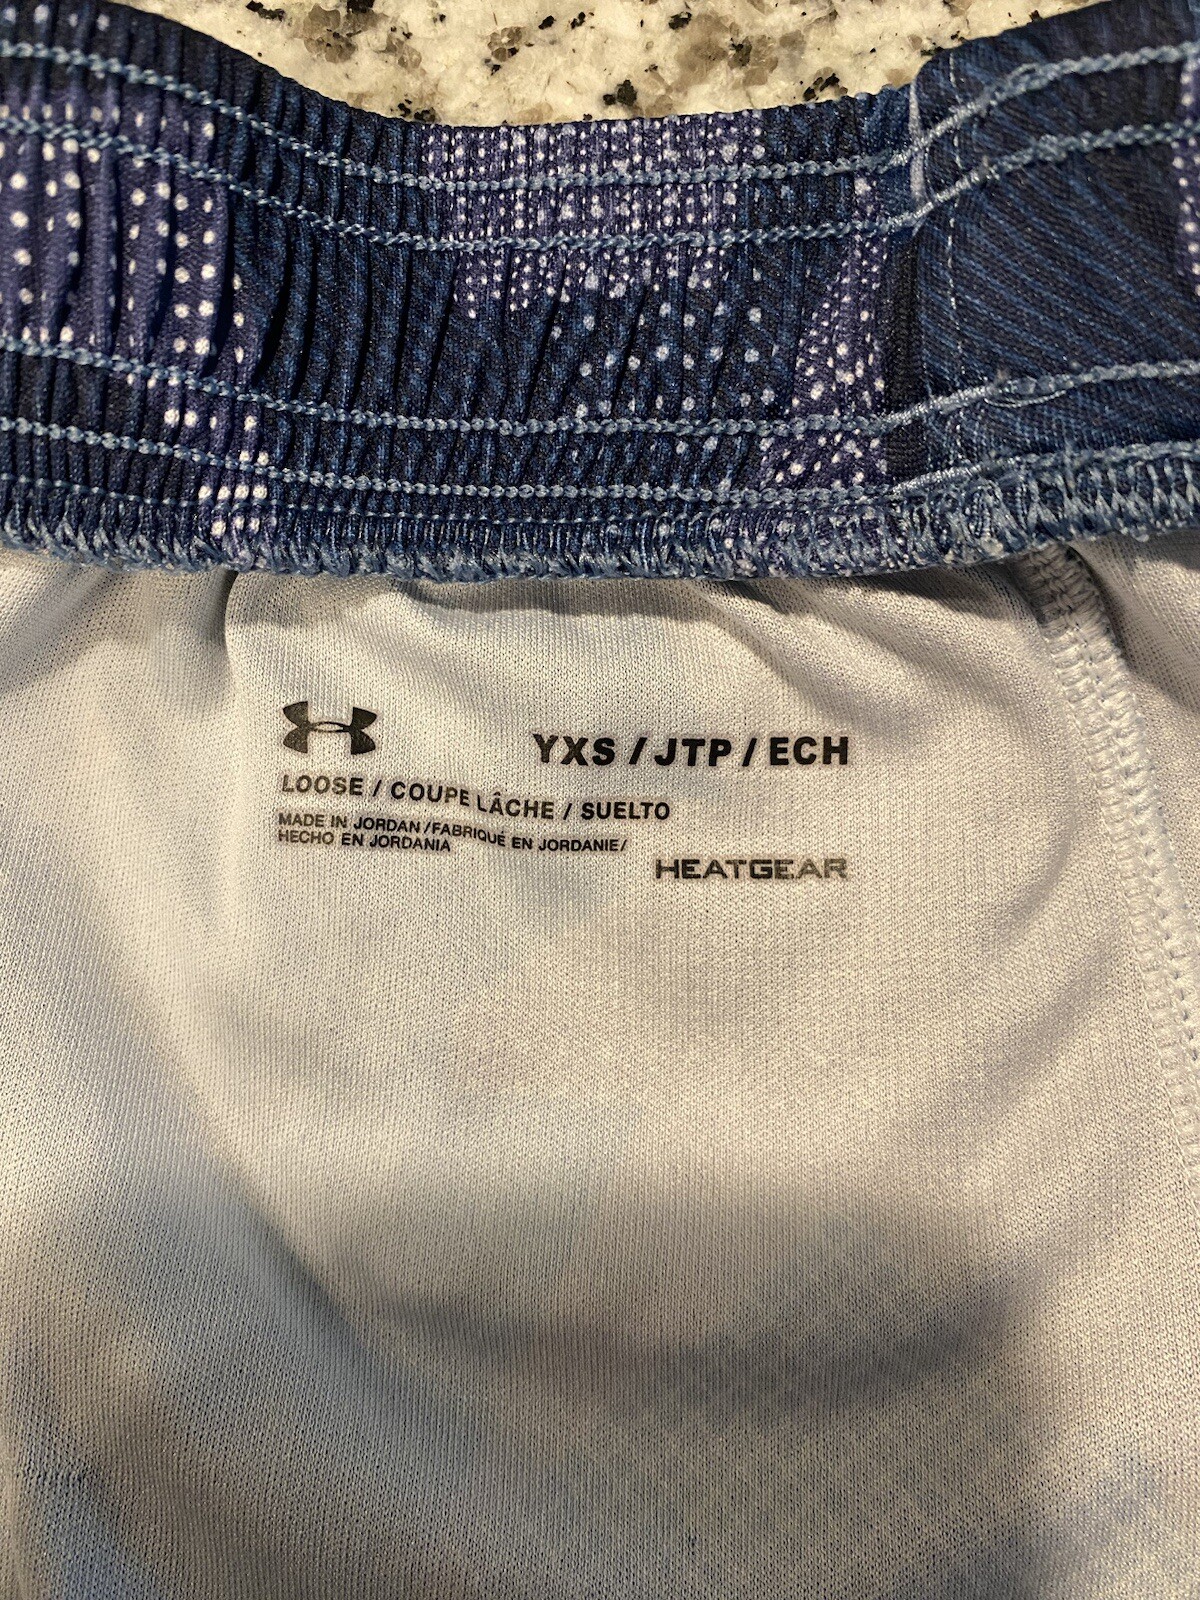 YXS / JTP / ECH
LOOSE / COUPE LÂCHE / SUELTO
MADE IN JORDAN / FABRIQUÉ EN JORDANIE/
HECHO EN JORDANIA
HEATGEAR